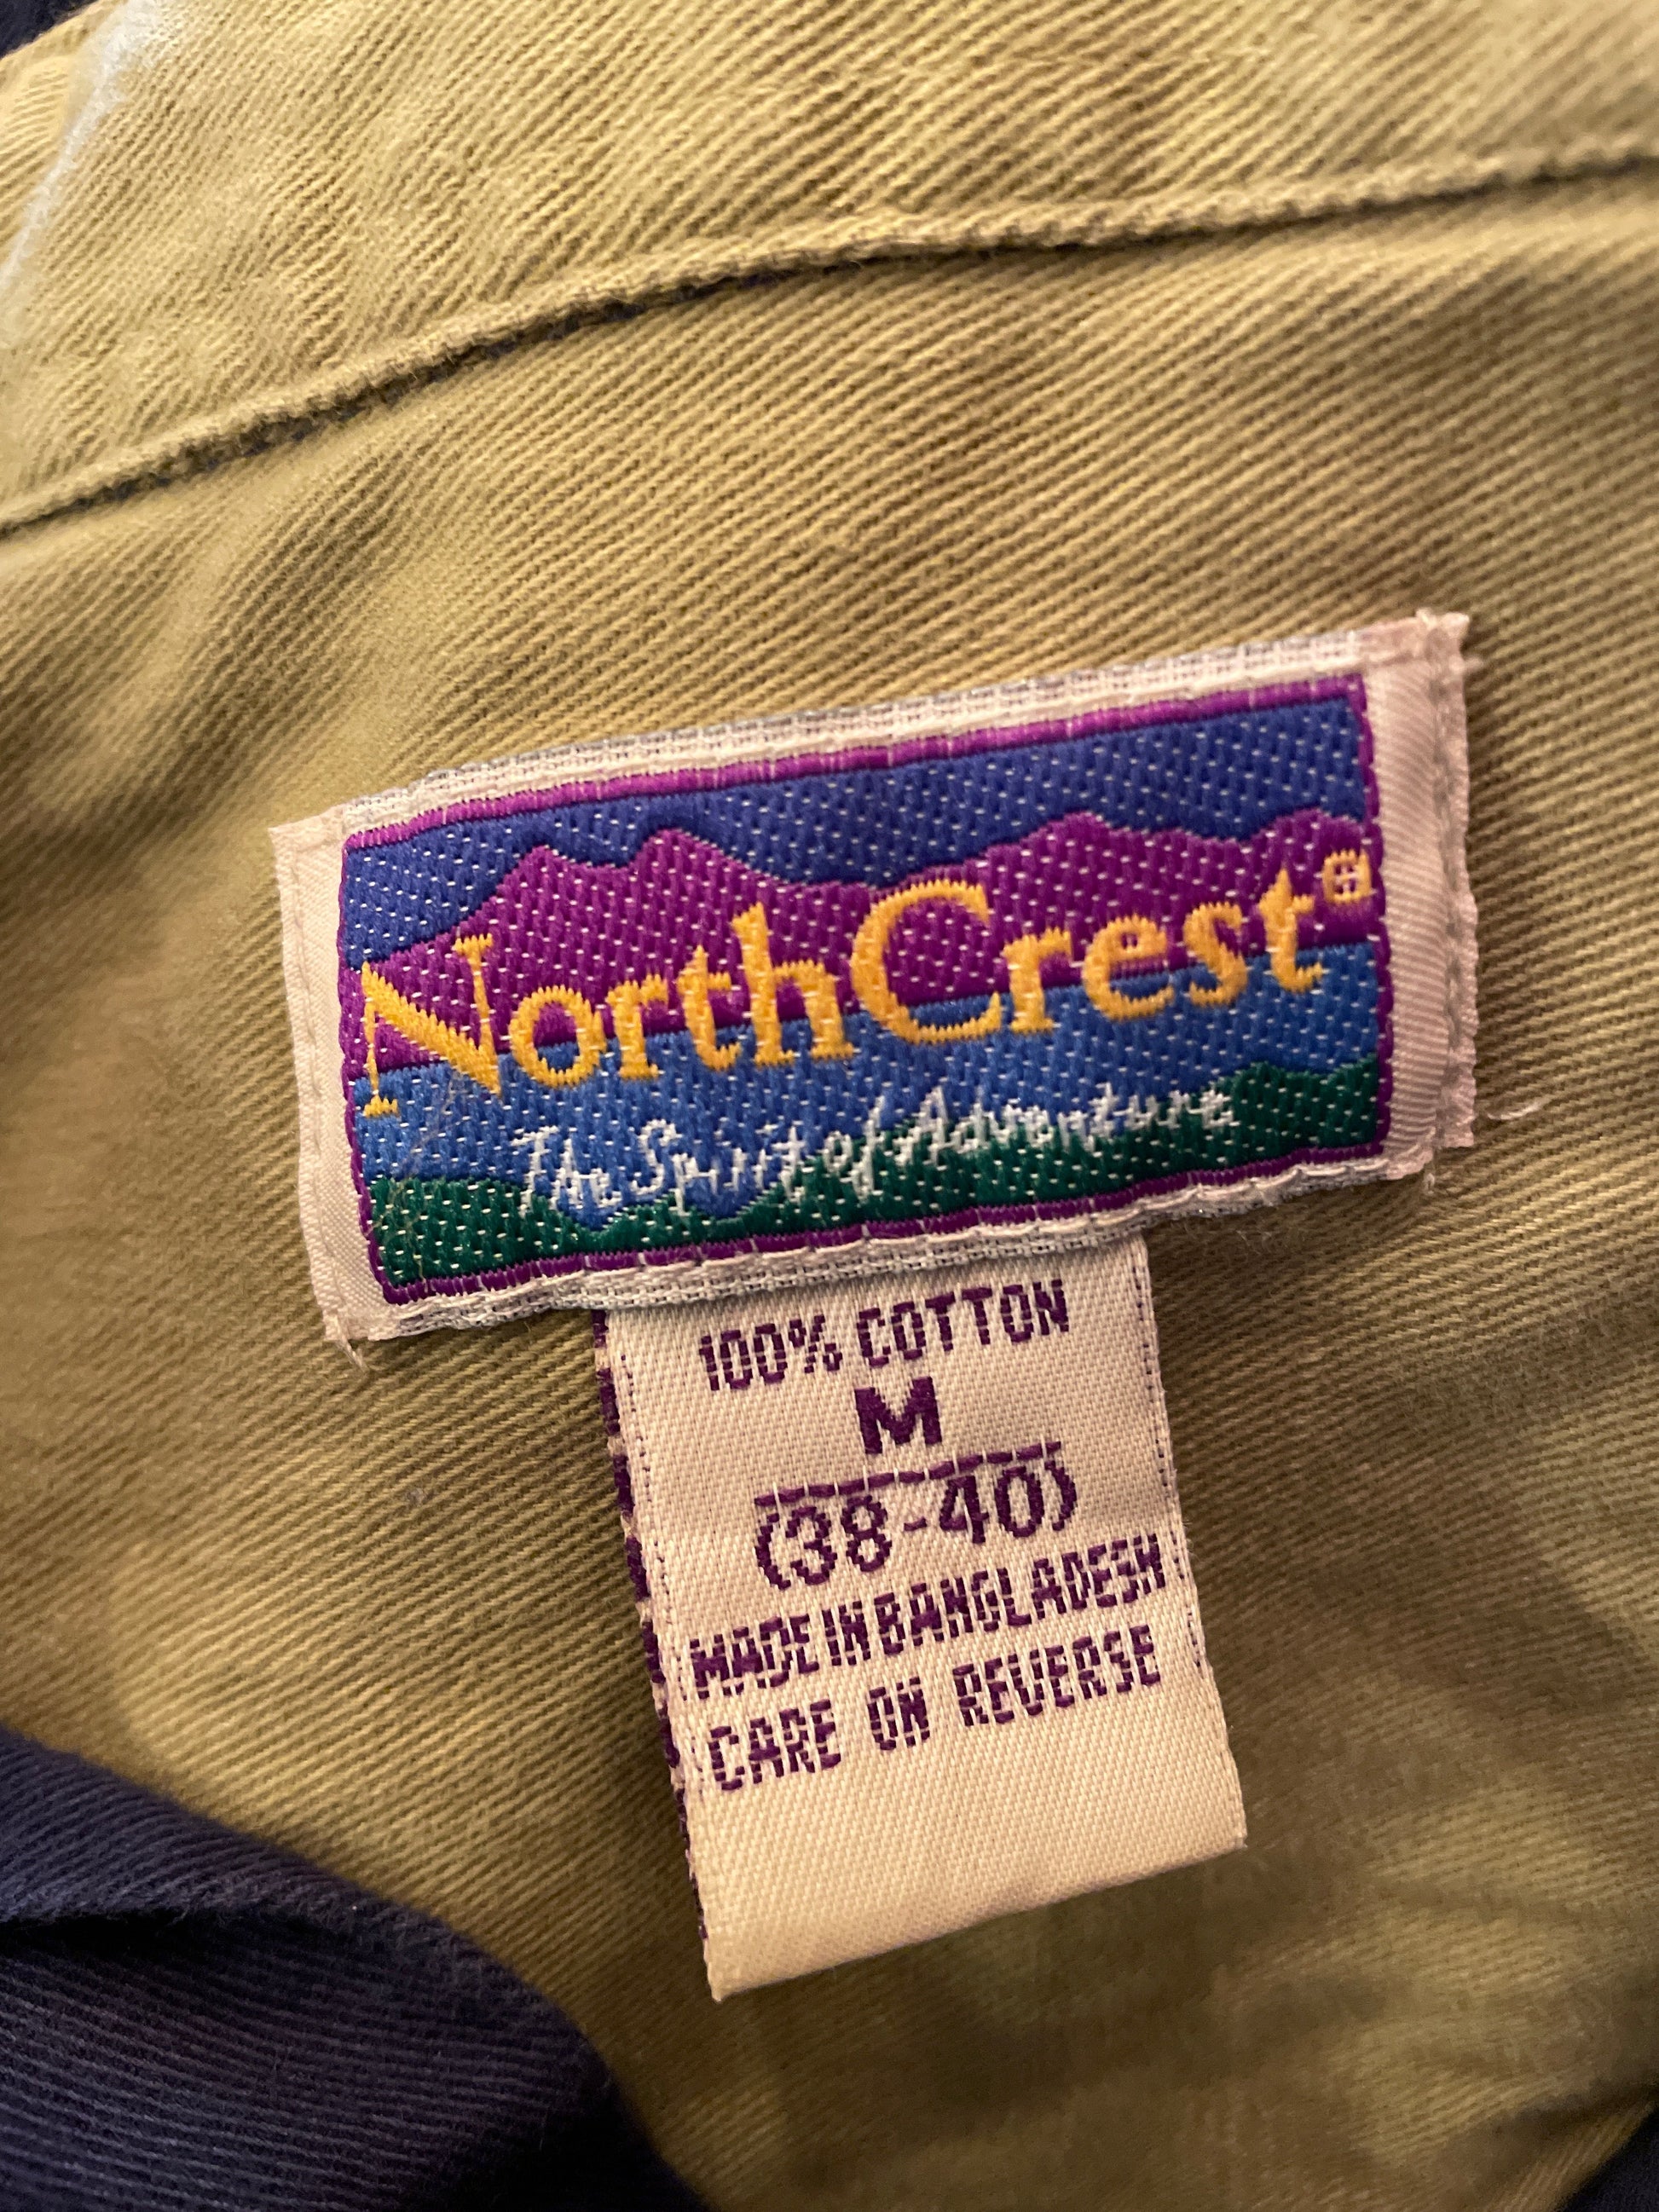 NorthCrest®
The Spirit of Adventure
100% COTTON
M
(38-40)
MADE IN BANGLADESH
CARE ON REVERSE